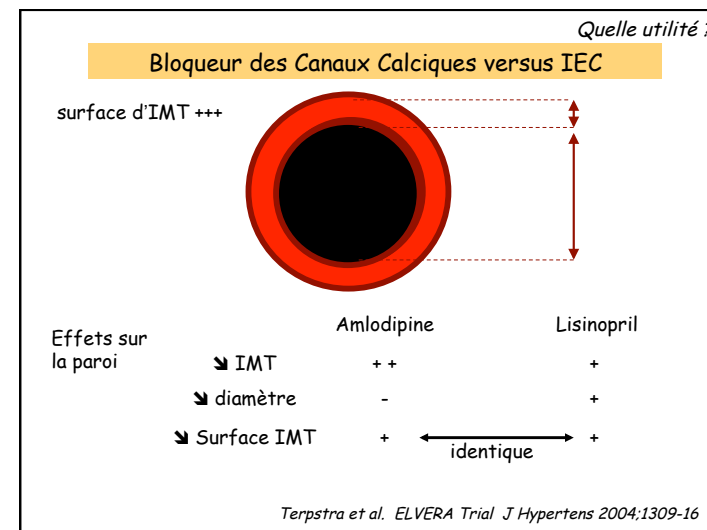 Quelle utilité ?
Bloqueur des Canaux Calciques versus IEC
surface d'IMT +++
Amlodipine Lisinopril
Effets sur
la paroi
➘ IMT + + +
➘ diamètre - +
➘ Surface IMT + +
identique
Terpstra et al. ELVERA Trial J Hypertens 2004;1309-16